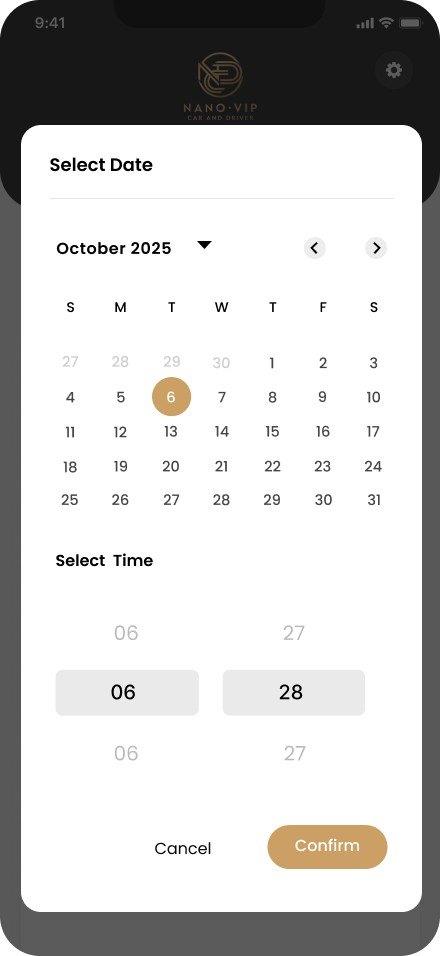 9:41
NANO·VIP
CAR AND DRIVER
Select Date
October 2025
S M T W T F S
27 28 29 30 1 2 3
4 5 6 7 8 9 10
11 12 13 14 15 16 17
18 19 20 21 22 23 24
25 26 27 28 29 30 31
Select Time
06 27
06 28
06 27
Cancel Confirm